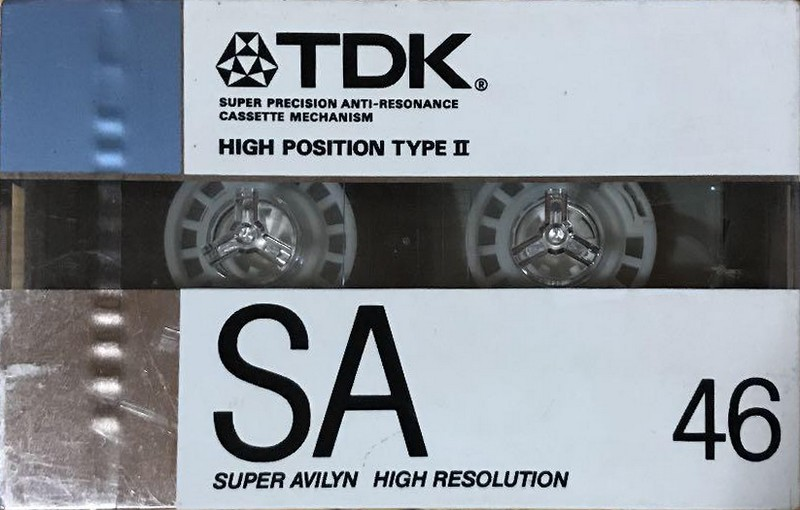 TDK®
SUPER PRECISION ANTI-RESONANCE
CASSETTE MECHANISM
HIGH POSITION TYPE II
SA
46
SUPER AVILYN HIGH RESOLUTION